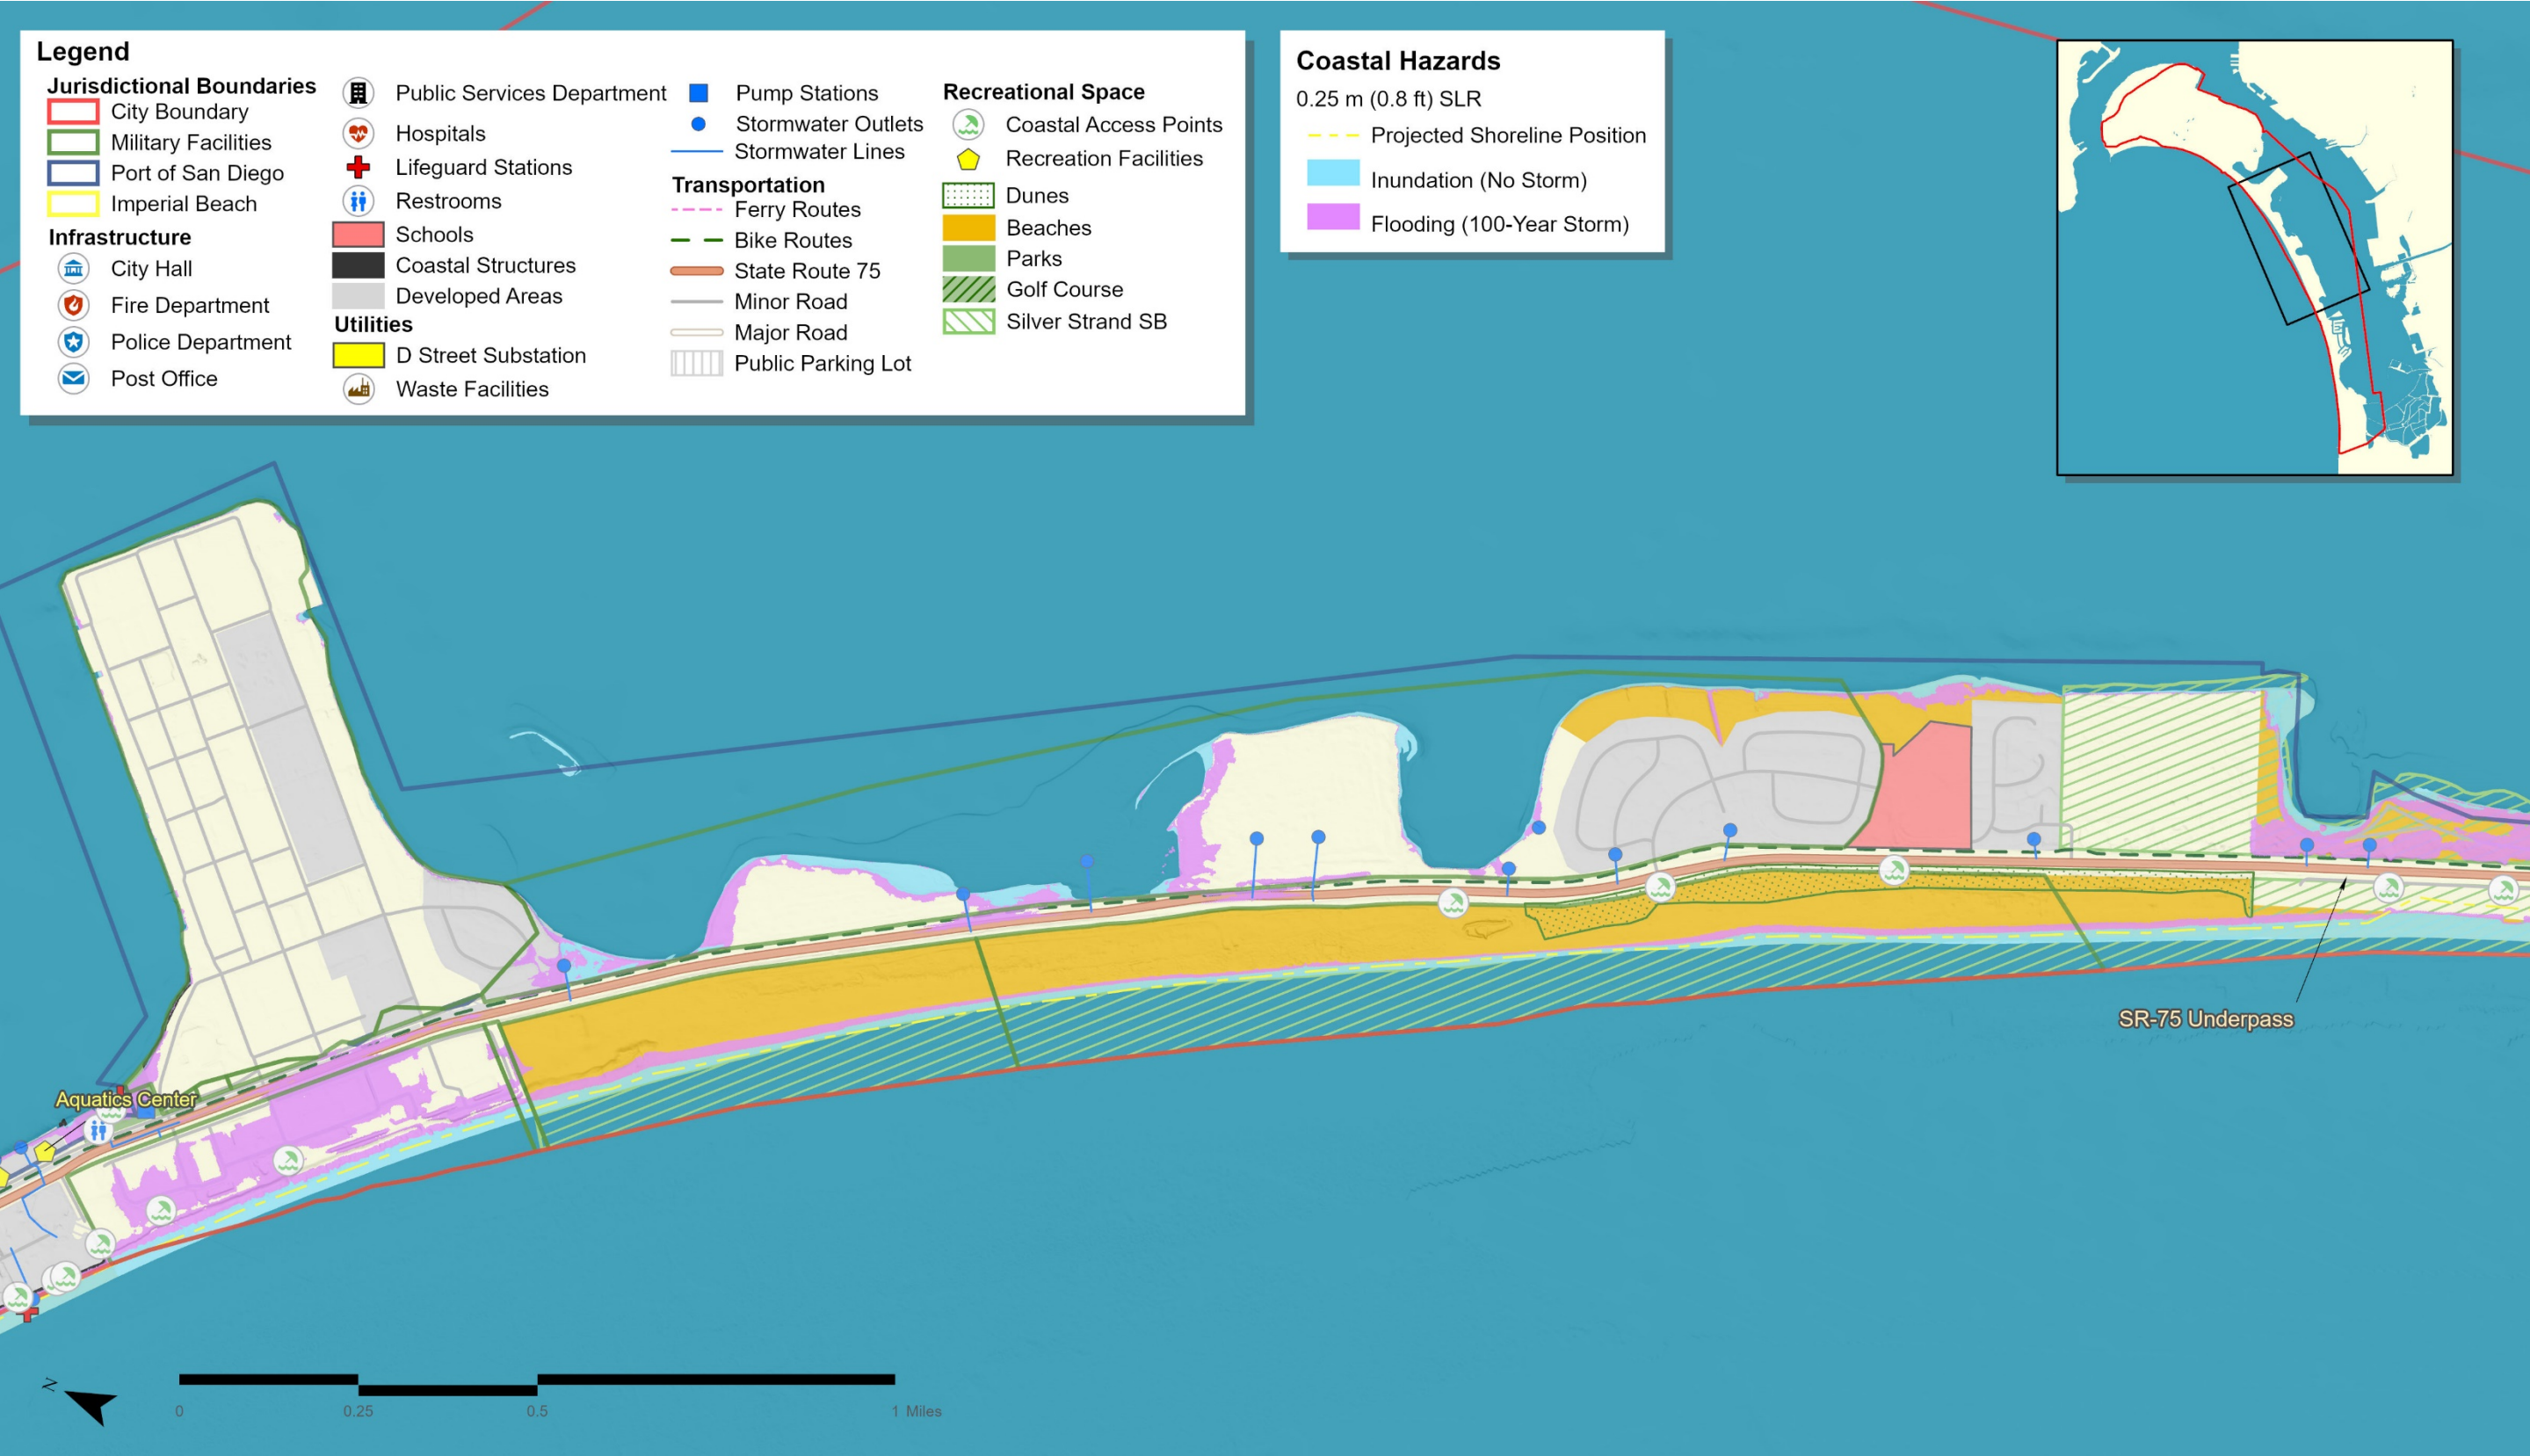 Legend
Jurisdictional Boundaries
City Boundary
Military Facilities
Port of San Diego
Imperial Beach
Infrastructure
City Hall
Fire Department
Police Department
Post Office
Public Services Department
Hospitals
Lifeguard Stations
Restrooms
Schools
Coastal Structures
Developed Areas
Utilities
D Street Substation
Waste Facilities
Pump Stations
Stormwater Outlets
Stormwater Lines
Transportation
Ferry Routes
Bike Routes
State Route 75
Minor Road
Major Road
Public Parking Lot
Recreational Space
Coastal Access Points
Recreation Facilities
Dunes
Beaches
Parks
Golf Course
Silver Strand SB
Coastal Hazards
0.25 m (0.8 ft) SLR
Projected Shoreline Position
Inundation (No Storm)
Flooding (100-Year Storm)
SR-75 Underpass
Aquatics Center
N
0 0.25 0.5 1 Miles